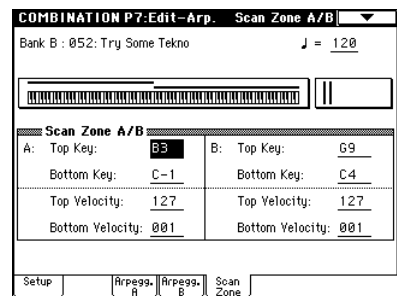 COMBINATION P7:Edit-Arp. Scan Zone A/B
Bank B : 052: Try Some Tekno ♩ = 120
Scan Zone A/B
A: Top Key: B3 B: Top Key: G9
Bottom Key: C-1 Bottom Key: C4
Top Velocity: 127 Top Velocity: 127
Bottom Velocity: 001 Bottom Velocity: 001
Setup Arpegg. A Arpegg. B Scan Zone